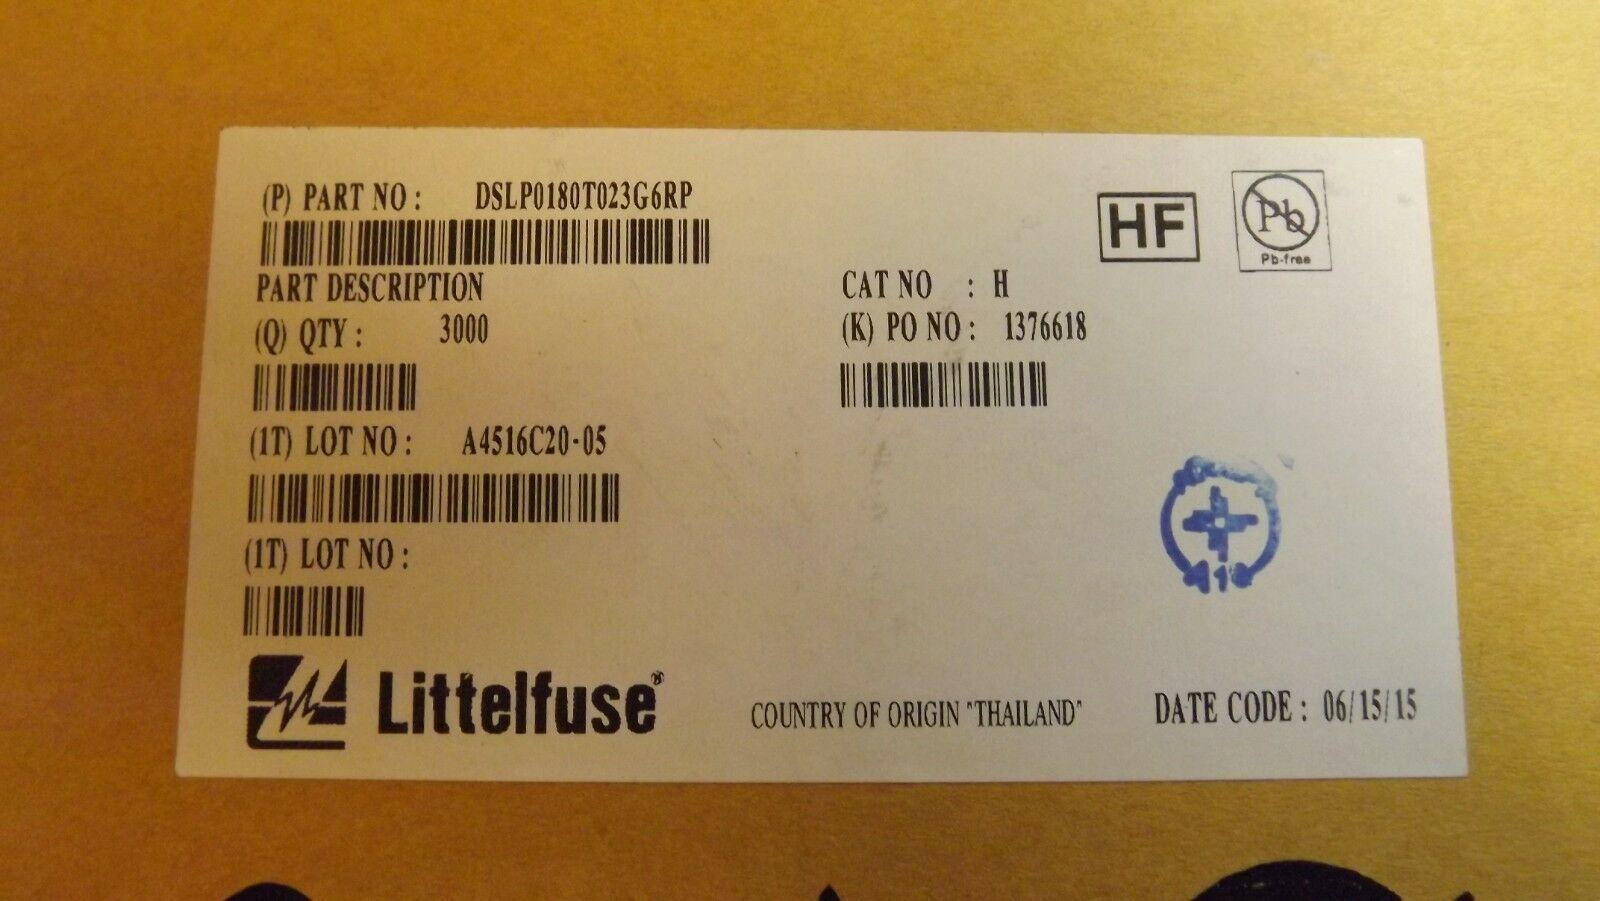 (P) PART NO : DSLP0180T023G6RP
HF
Pb
Pb-free
PART DESCRIPTION
CAT NO : H
(Q) QTY : 3000
(K) PO NO : 1376618
(1T) LOT NO : A4516C20-05
(1T) LOT NO :
Littelfuse®
COUNTRY OF ORIGIN "THAILAND"
DATE CODE : 06/15/15